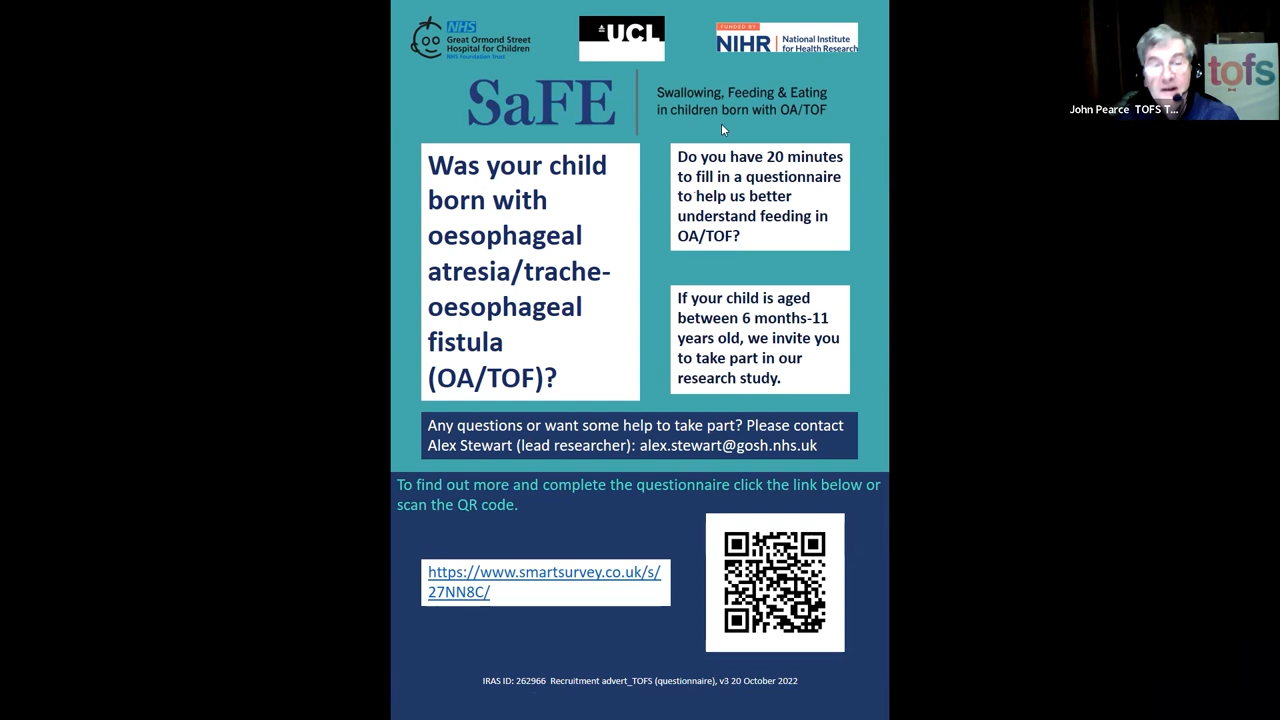 NHS
Great Ormond Street
Hospital for Children
NHS Foundation Trust
UCL
FUNDED BY
NIHR
National Institute
for Health Research
SaFE
Swallowing, Feeding & Eating
in children born with OA/TOF
Was your child
born with
oesophageal
atresia/trache-
oesophageal
fistula
(OA/TOF)?
Do you have 20 minutes
to fill in a questionnaire
to help us better
understand feeding in
OA/TOF?
If your child is aged
between 6 months-11
years old, we invite you
to take part in our
research study.
Any questions or want some help to take part? Please contact
Alex Stewart (lead researcher): alex.stewart@gosh.nhs.uk
To find out more and complete the questionnaire click the link below or
scan the QR code.
https://www.smartsurvey.co.uk/s/
27NN8C/
IRAS ID: 262966 Recruitment advert_TOFS (questionnaire), v3 20 October 2022
tofs
John Pearce TOFS T...